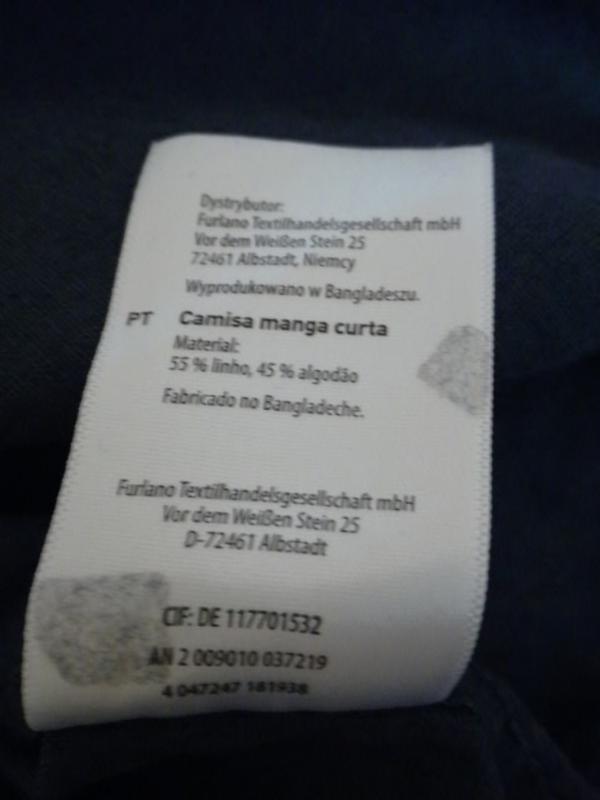 Dystrybutor:
Furlano Textilhandelsgesellschaft mbH
Vor dem Weißen Stein 25
72461 Albstadt, Niemcy
Wyprodukowano w Bangladeszu.
PT Camisa manga curta
Material:
55 % linho, 45 % algodão
Fabricado no Bangladeche.
Furlano Textilhandelsgesellschaft mbH
Vor dem Weißen Stein 25
D-72461 Albstadt
CIF: DE 117701532
AN 2 009010 037219
4 047247 181938